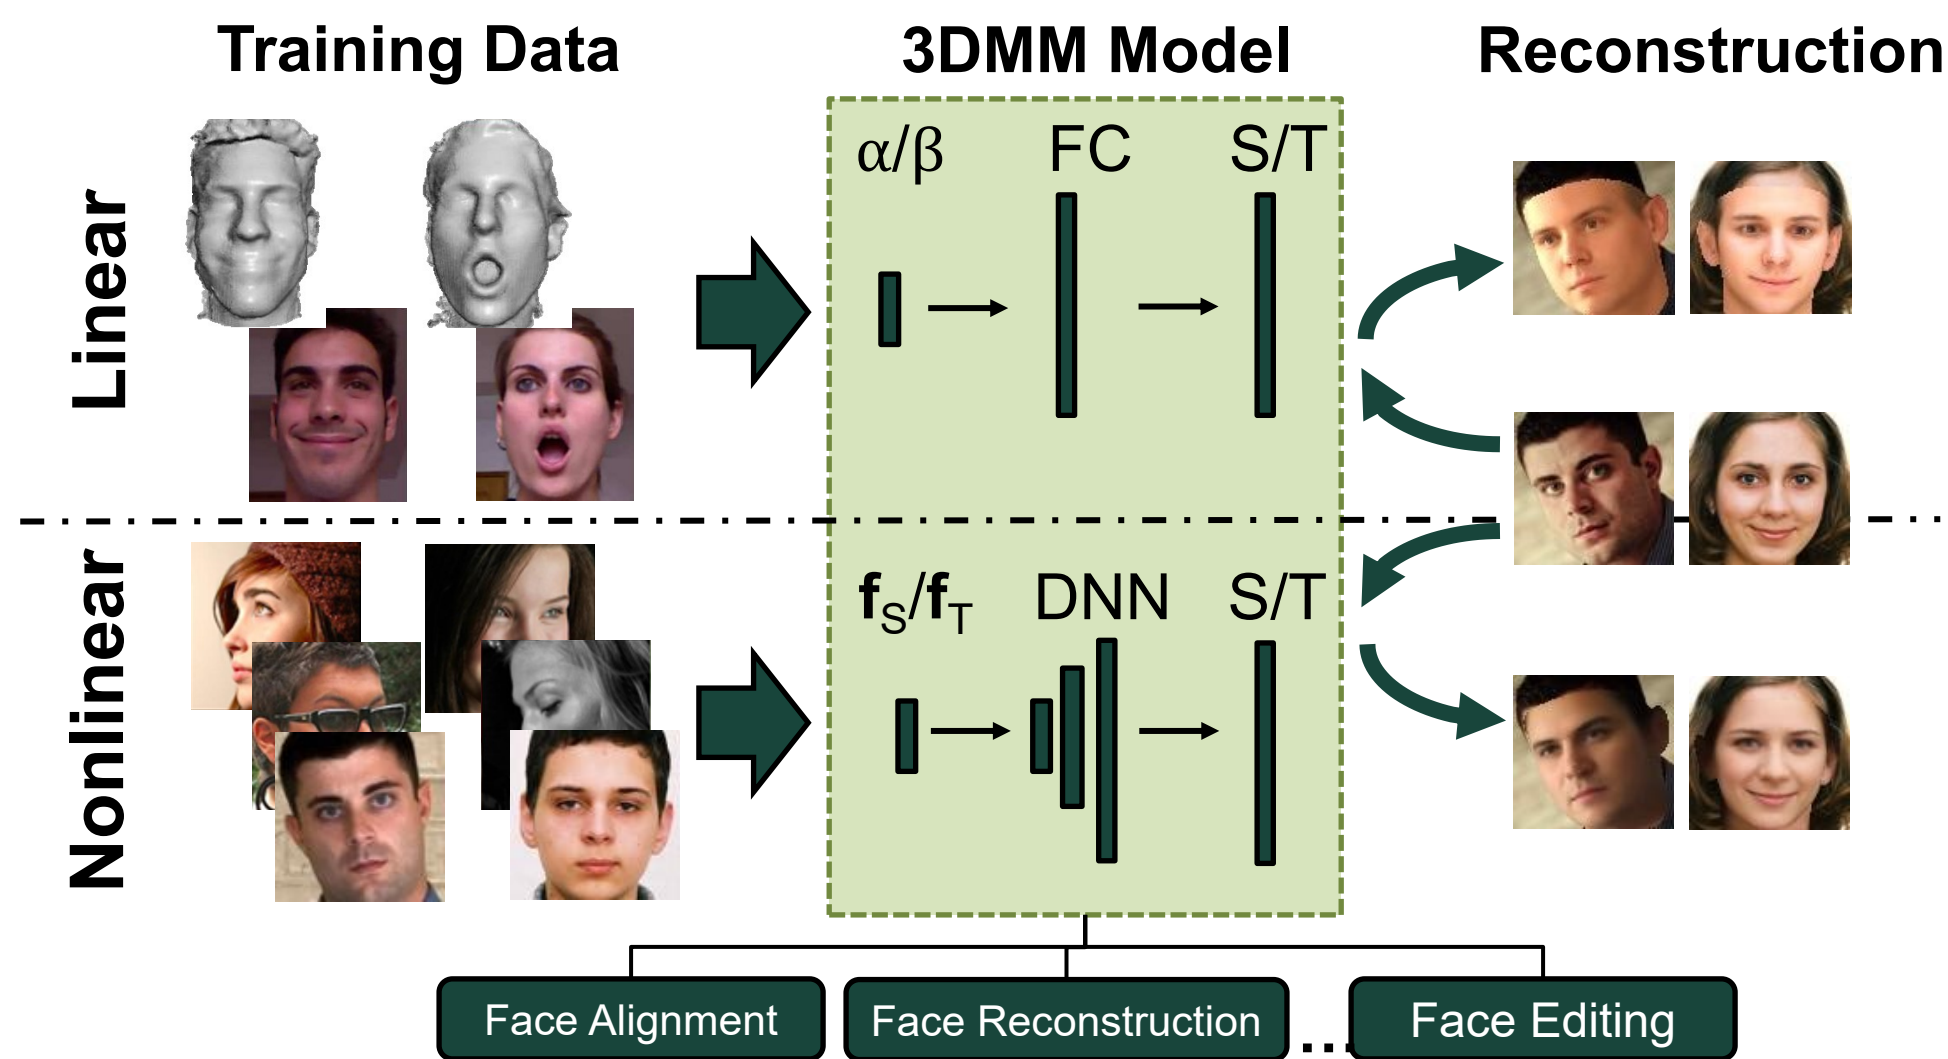 Training Data
3DMM Model
Reconstruction
Linear
α/β
FC
S/T
Nonlinear
fS/fT
DNN
S/T
Face Alignment
Face Reconstruction
...
Face Editing